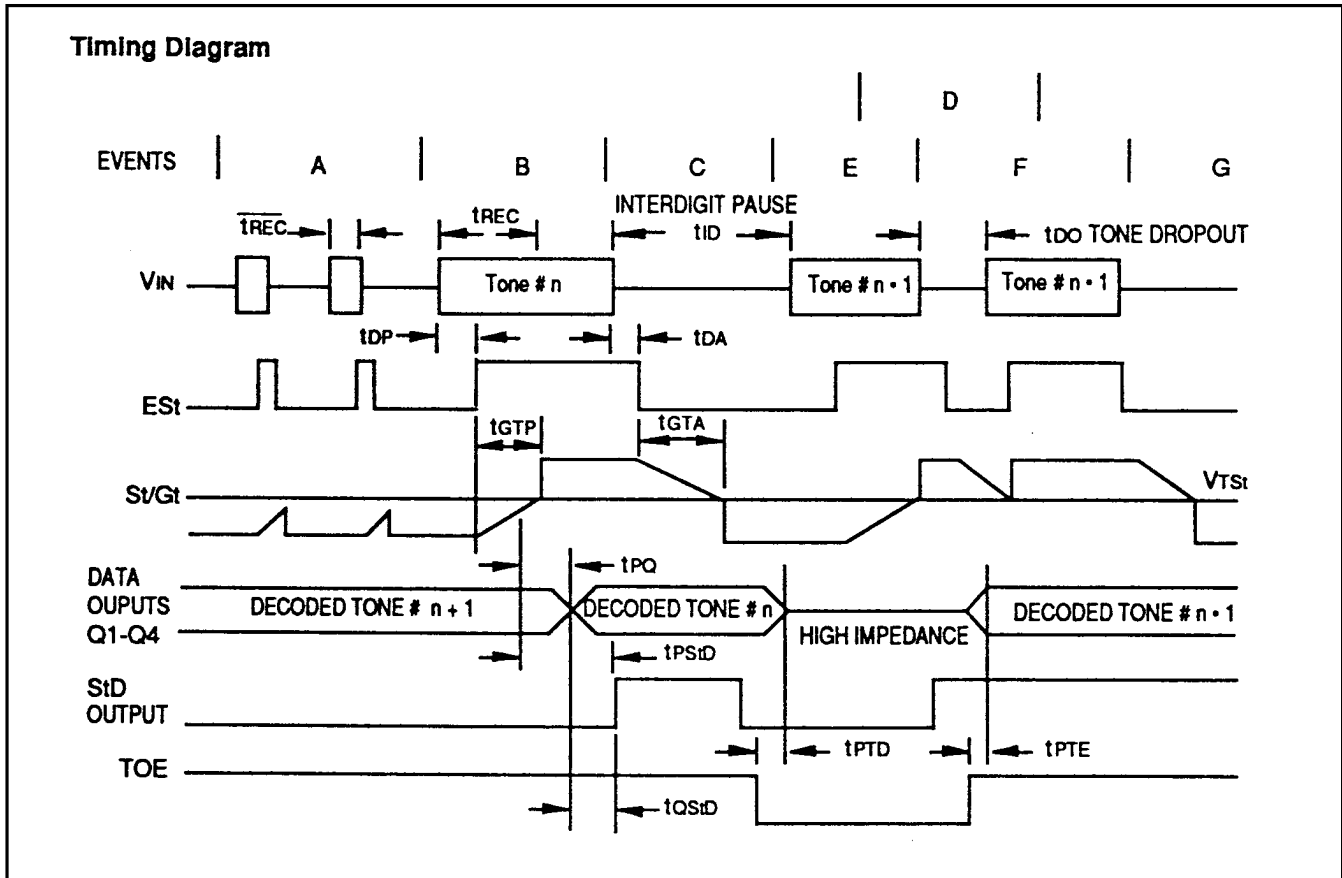 Timing Diagram
D
EVENTS A B C E F G
tREC tREC INTERDIGIT PAUSE tID tDO TONE DROPOUT
VIN Tone # n Tone # n • 1 Tone # n • 1
tDP tDA
ESt
tGTP tGTA
St/Gt VTSt
tPQ
DATA OUPUTS Q1-Q4 DECODED TONE # n + 1 DECODED TONE # n HIGH IMPEDANCE DECODED TONE # n • 1
tPStD
StD OUTPUT
tPTD tPTE
TOE
tQStD